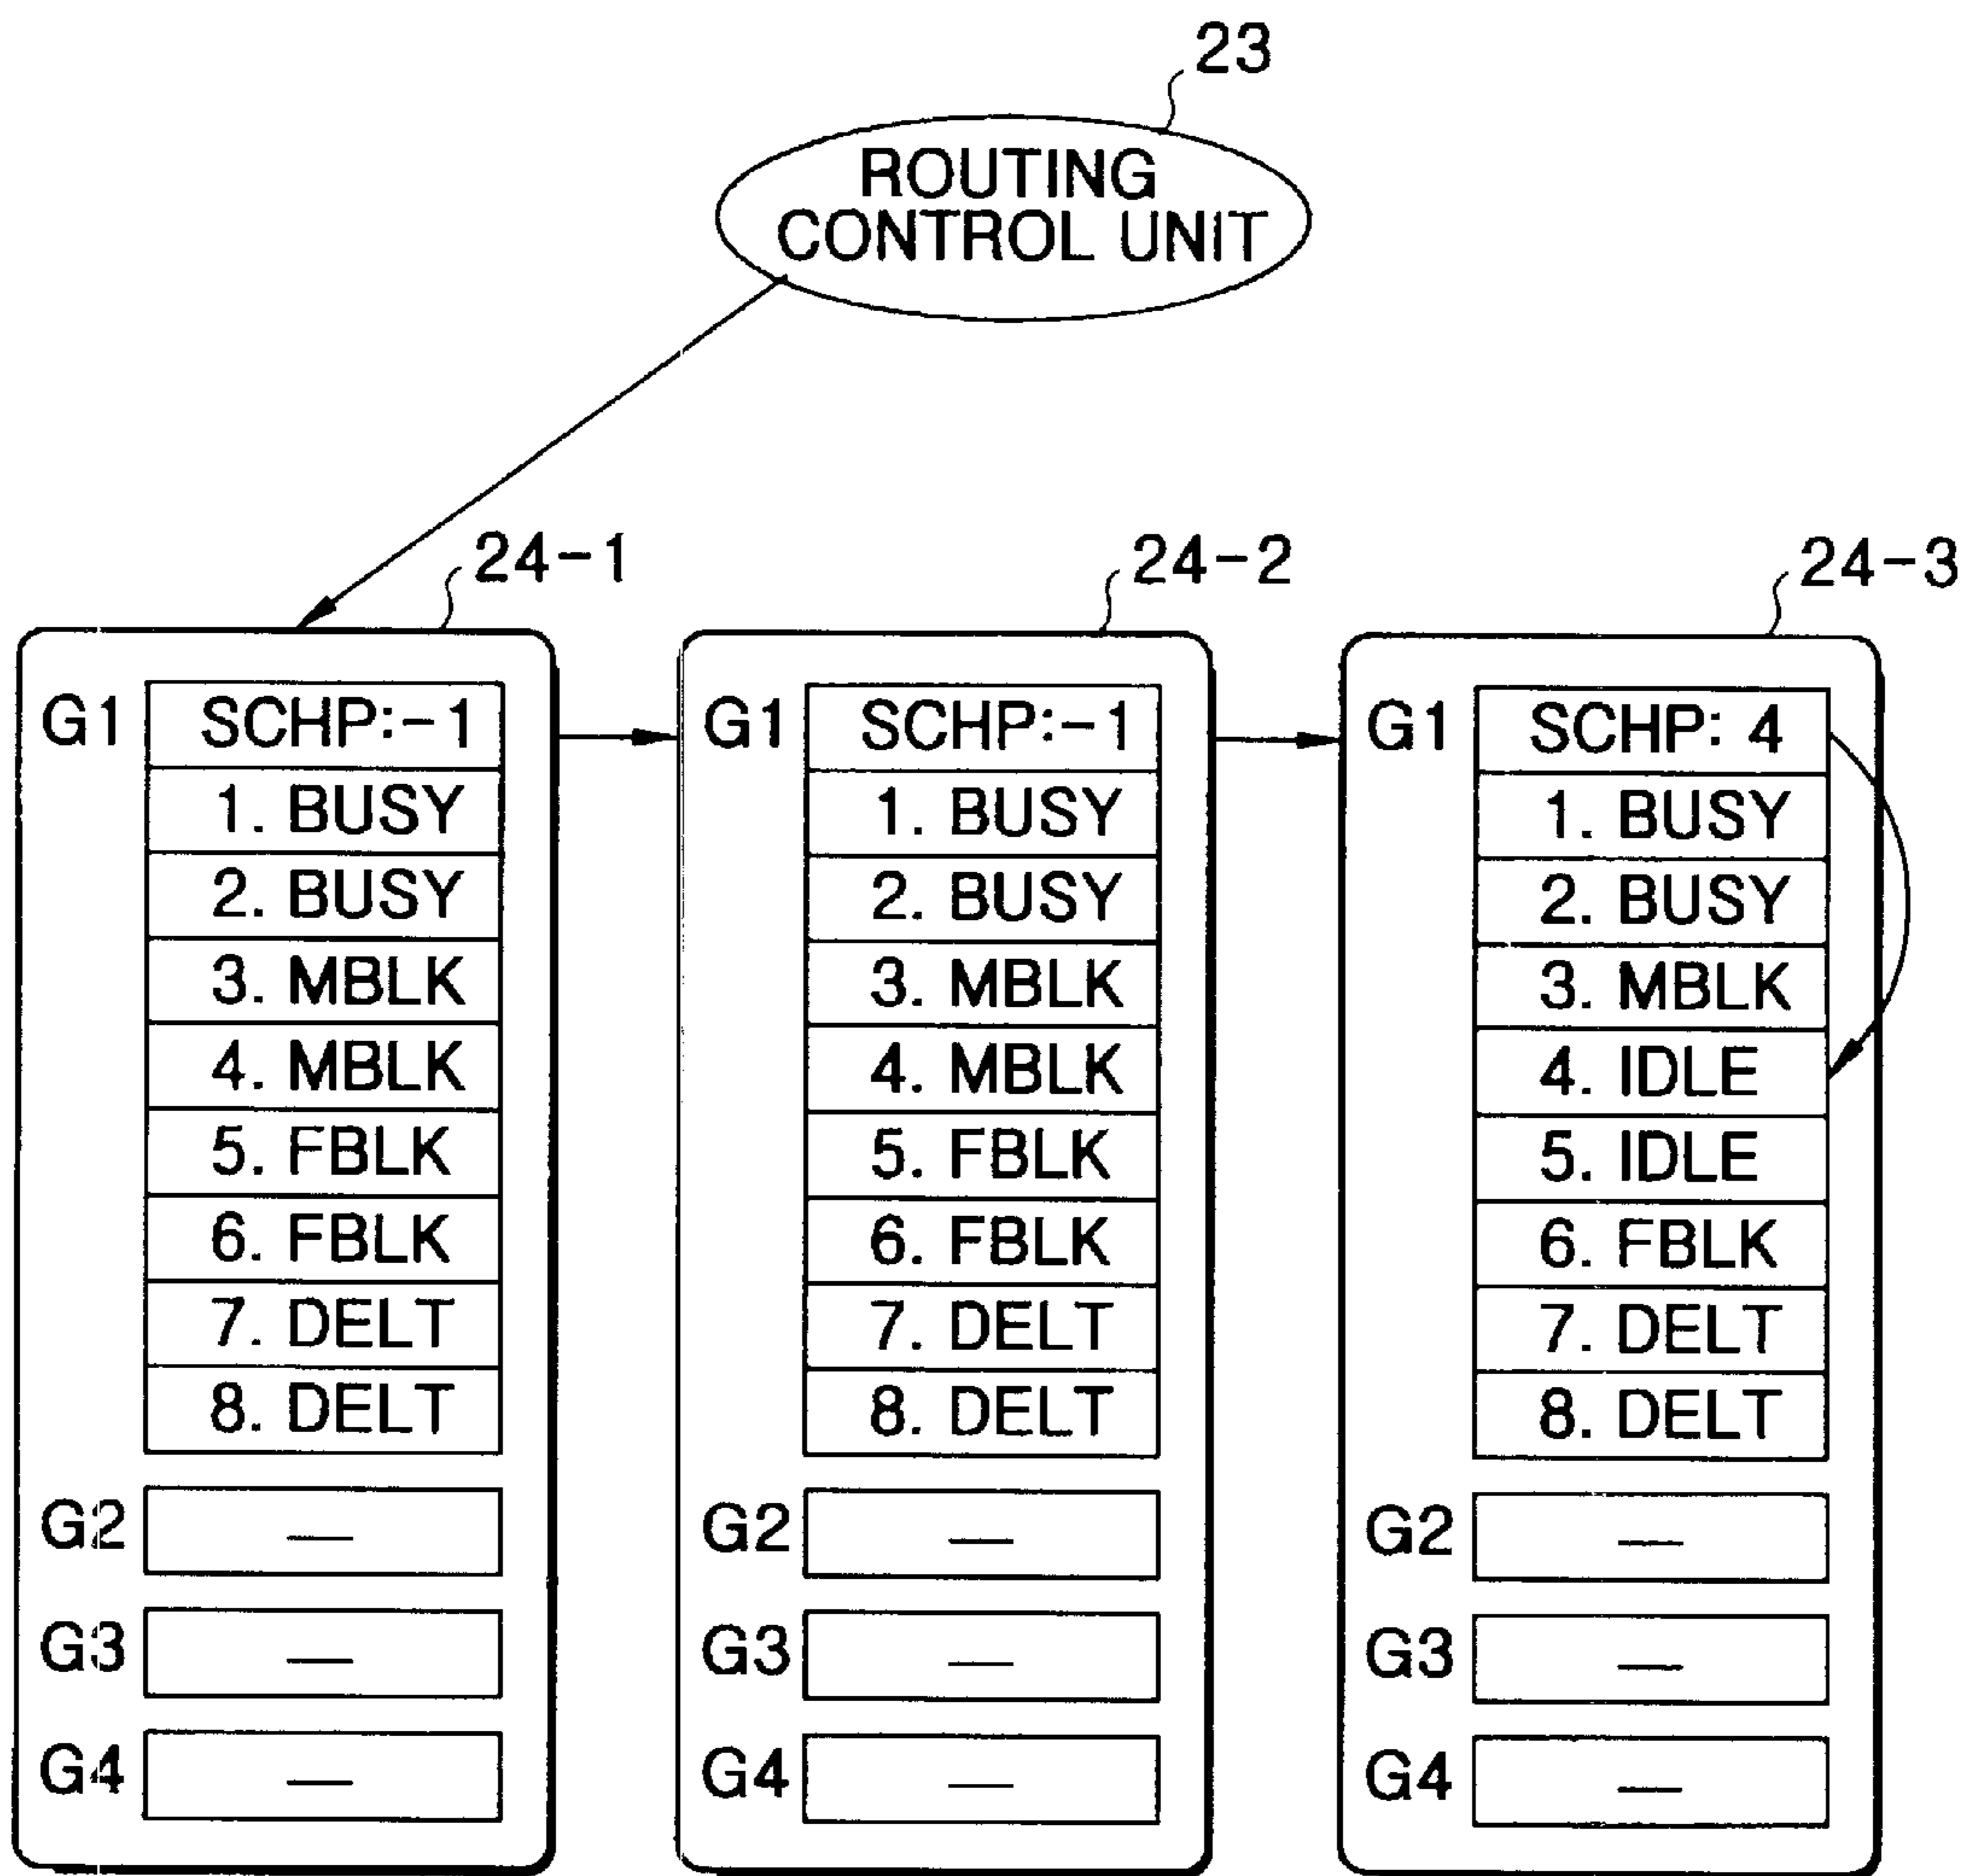 23
ROUTING
CONTROL UNIT
24-1
G1
SCHP:-1
1. BUSY
2. BUSY
3. MBLK
4. MBLK
5. FBLK
6. FBLK
7. DELT
8. DELT
G2
—
G3
—
G4
—
24-2
G1
SCHP:-1
1. BUSY
2. BUSY
3. MBLK
4. MBLK
5. FBLK
6. FBLK
7. DELT
8. DELT
G2
—
G3
—
G4
—
24-3
G1
SCHP: 4
1. BUSY
2. BUSY
3. MBLK
4. IDLE
5. IDLE
6. FBLK
7. DELT
8. DELT
G2
—
G3
—
G4
—